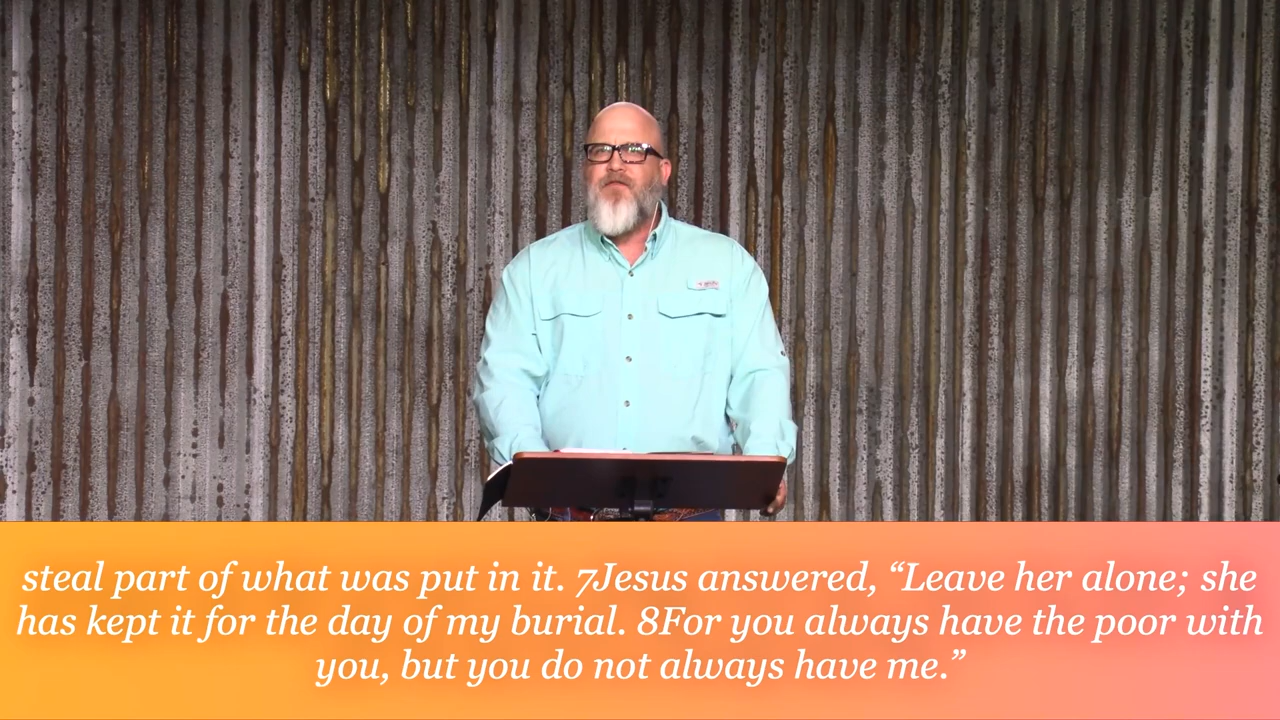 steal part of what was put in it. 7Jesus answered, “Leave her alone; she
has kept it for the day of my burial. 8For you always have the poor with
you, but you do not always have me.”